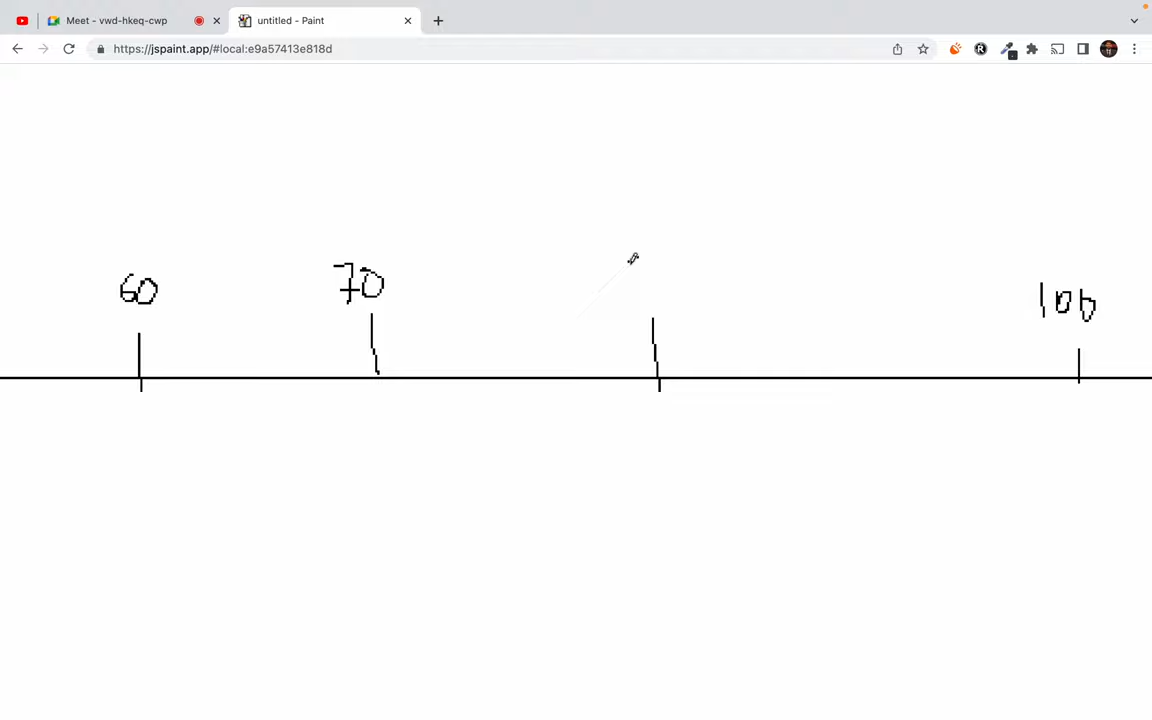 Meet - vwd-hkeq-cwp
untitled - Paint
https://jspaint.app/#local:e9a57413e818d
60 70 100